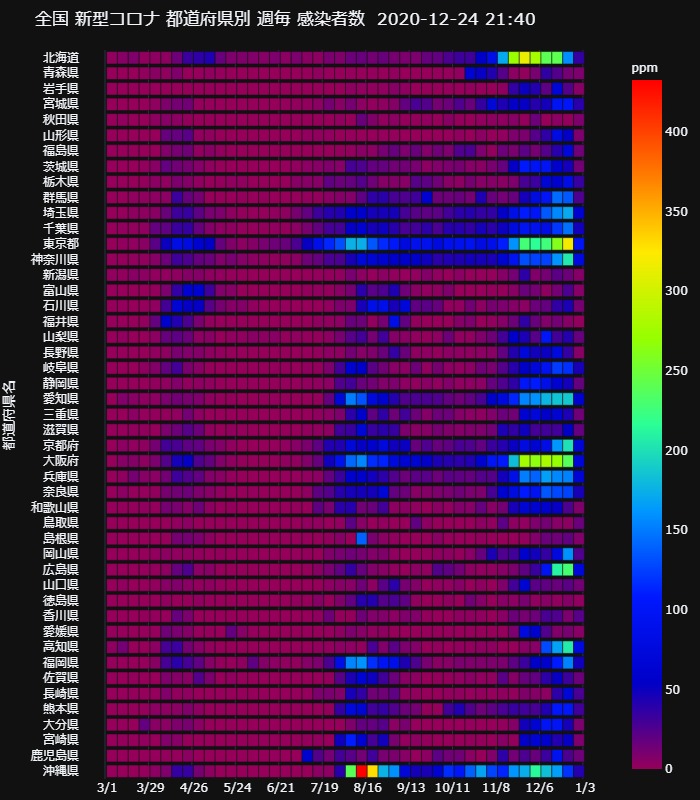 全国 新型コロナ 都道府県別 週毎 感染者数 2020-12-24 21:40
ppm
400
350
300
250
200
150
100
50
0
都道府県名
北海道
青森県
岩手県
宮城県
秋田県
山形県
福島県
茨城県
栃木県
群馬県
埼玉県
千葉県
東京都
神奈川県
新潟県
富山県
石川県
福井県
山梨県
長野県
岐阜県
静岡県
愛知県
三重県
滋賀県
京都府
大阪府
兵庫県
奈良県
和歌山県
鳥取県
島根県
岡山県
広島県
山口県
徳島県
香川県
愛媛県
高知県
福岡県
佐賀県
長崎県
熊本県
大分県
宮崎県
鹿児島県
沖縄県
3/1 3/29 4/26 5/24 6/21 7/19 8/16 9/13 10/11 11/8 12/6 1/3